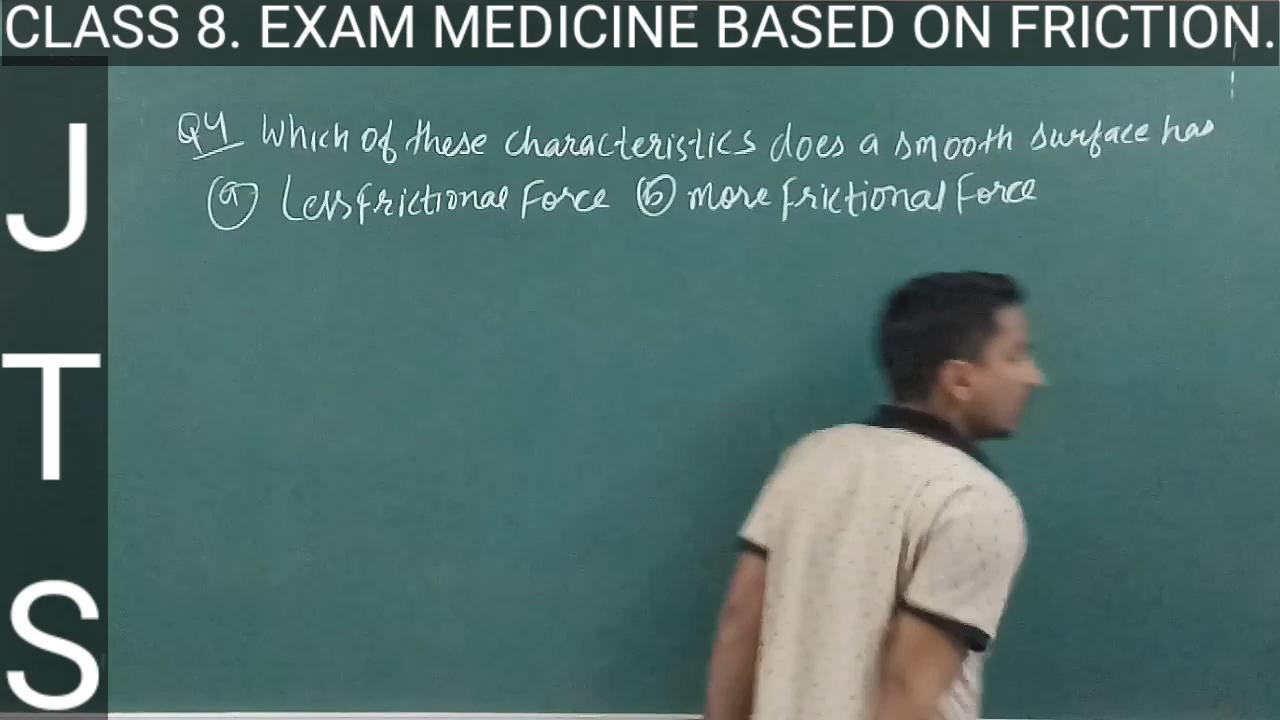 CLASS 8. EXAM MEDICINE BASED ON FRICTION.
J
T
S
Q4 Which of these characteristics does a smooth surface has
(a) Less frictional Force (b) more frictional Force